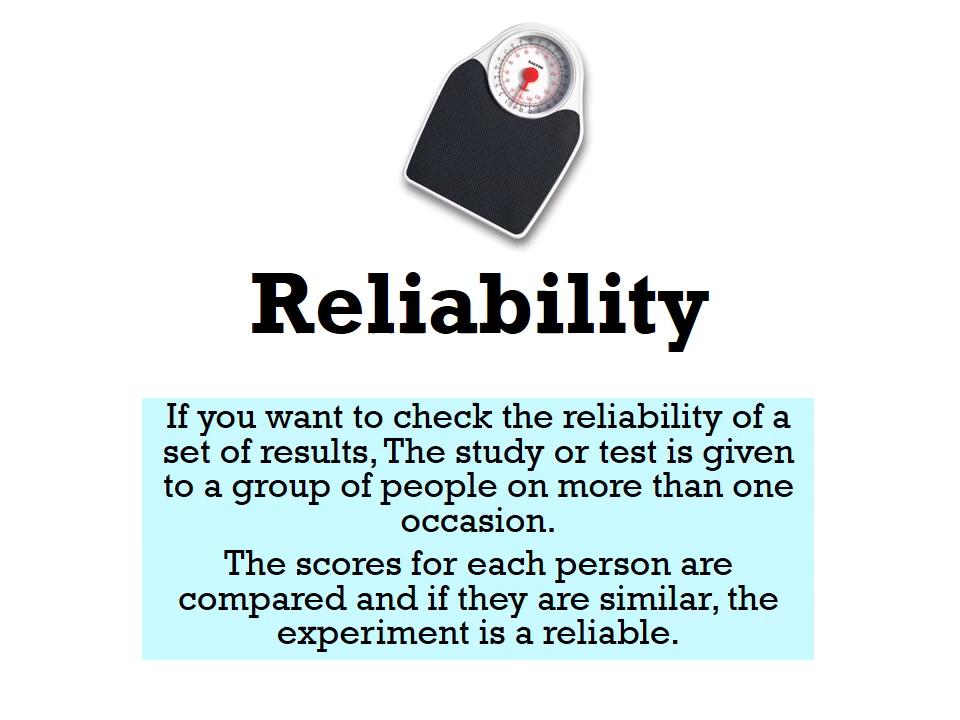 Reliability
If you want to check the reliability of a
set of results, The study or test is given
to a group of people on more than one
occasion.
The scores for each person are
compared and if they are similar, the
experiment is a reliable.